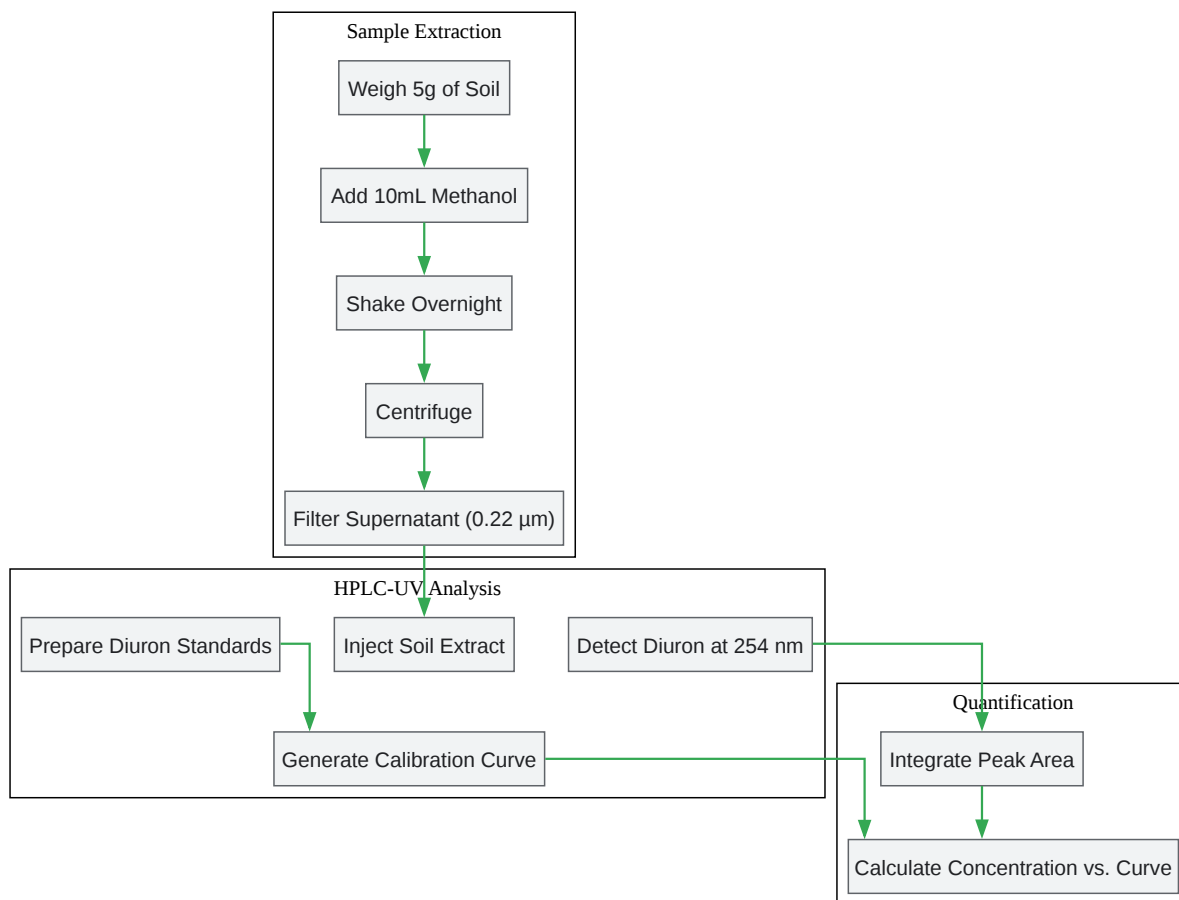 Sample Extraction
Weigh 5g of Soil
Add 10mL Methanol
Shake Overnight
Centrifuge
Filter Supernatant (0.22 µm)
HPLC-UV Analysis
Prepare Diuron Standards
Inject Soil Extract
Detect Diuron at 254 nm
Generate Calibration Curve
Quantification
Integrate Peak Area
Calculate Concentration vs. Curve